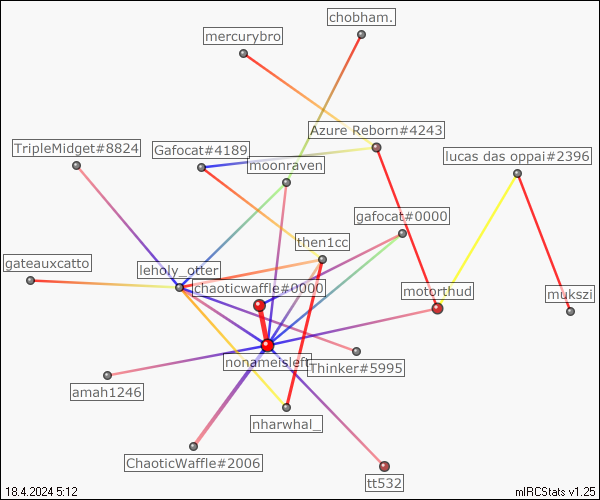 chobham.
mercurybro
Azure Reborn#4243
TripleMidget#8824
Gafocat#4189
lucas das oppai#2396
moonraven
gafocat#0000
then1cc
gateauxcatto
leholy_otter
chaoticwaffle#0000
motorthud
mukszi
nonameisleft
Thinker#5995
amah1246
nharwhal_
ChaoticWaffle#2006
tt532
18.4.2024 5:12
mIRCStats v1.25